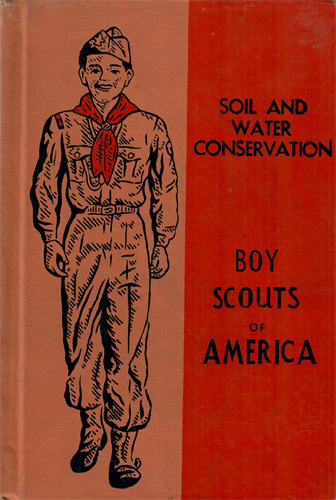 SOIL AND
WATER
CONSERVATION
BOY
SCOUTS
OF
AMERICA